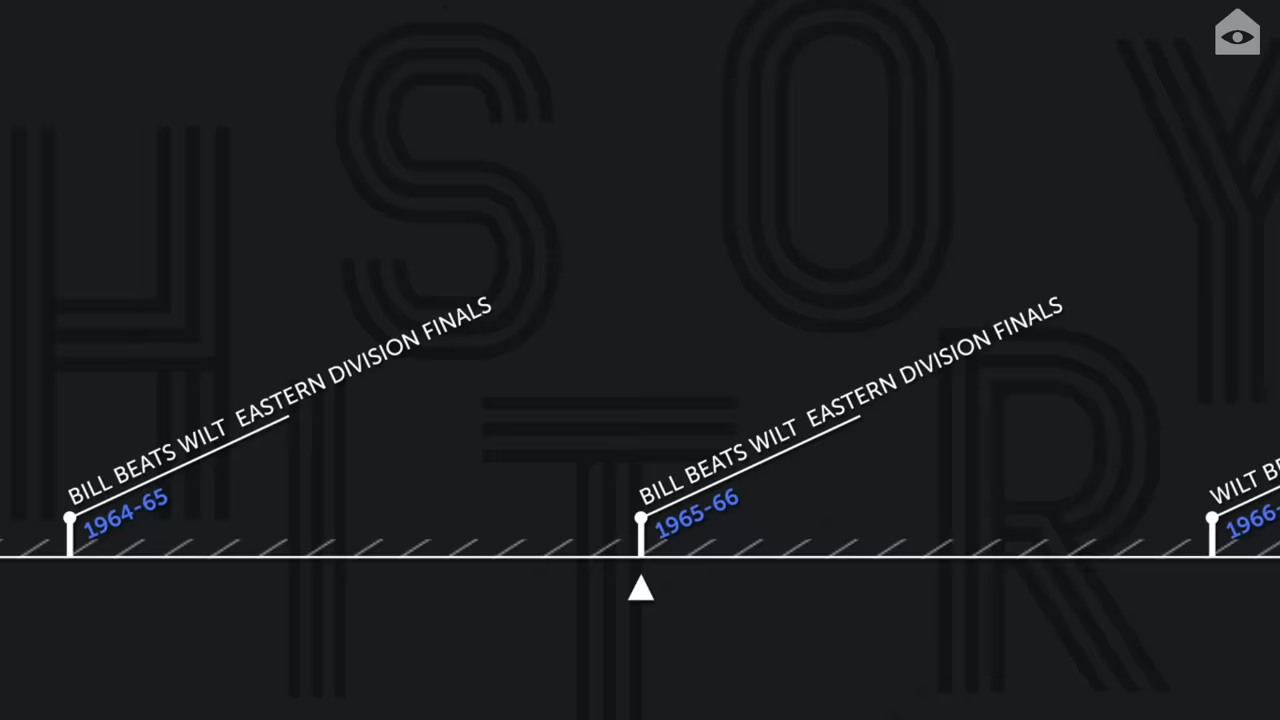 H I S T O R Y
BILL BEATS WILT EASTERN DIVISION FINALS
1964-65
BILL BEATS WILT EASTERN DIVISION FINALS
1965-66
WILT BE
1966-